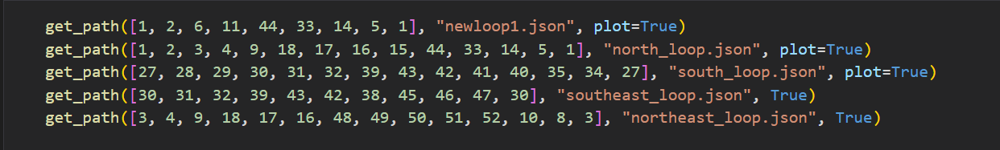 get_path([1, 2, 6, 11, 44, 33, 14, 5, 1], "newloop1.json", plot=True)
get_path([1, 2, 3, 4, 9, 18, 17, 16, 15, 44, 33, 14, 5, 1], "north_loop.json", plot=True)
get_path([27, 28, 29, 30, 31, 32, 39, 43, 42, 41, 40, 35, 34, 27], "south_loop.json", plot=True)
get_path([30, 31, 32, 39, 43, 42, 38, 45, 46, 47, 30], "southeast_loop.json", True)
get_path([3, 4, 9, 18, 17, 16, 48, 49, 50, 51, 52, 10, 8, 3], "northeast_loop.json", True)